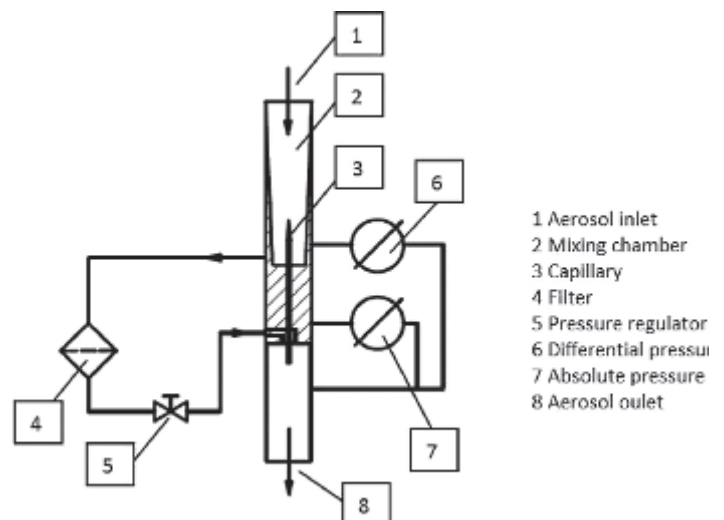 1
2
3
6
1 Aerosol inlet
2 Mixing chamber
3 Capillary
4 Filter
5 Pressure regulator
6 Differential pressur
7 Absolute pressure
8 Aerosol oulet
4
5
7
8